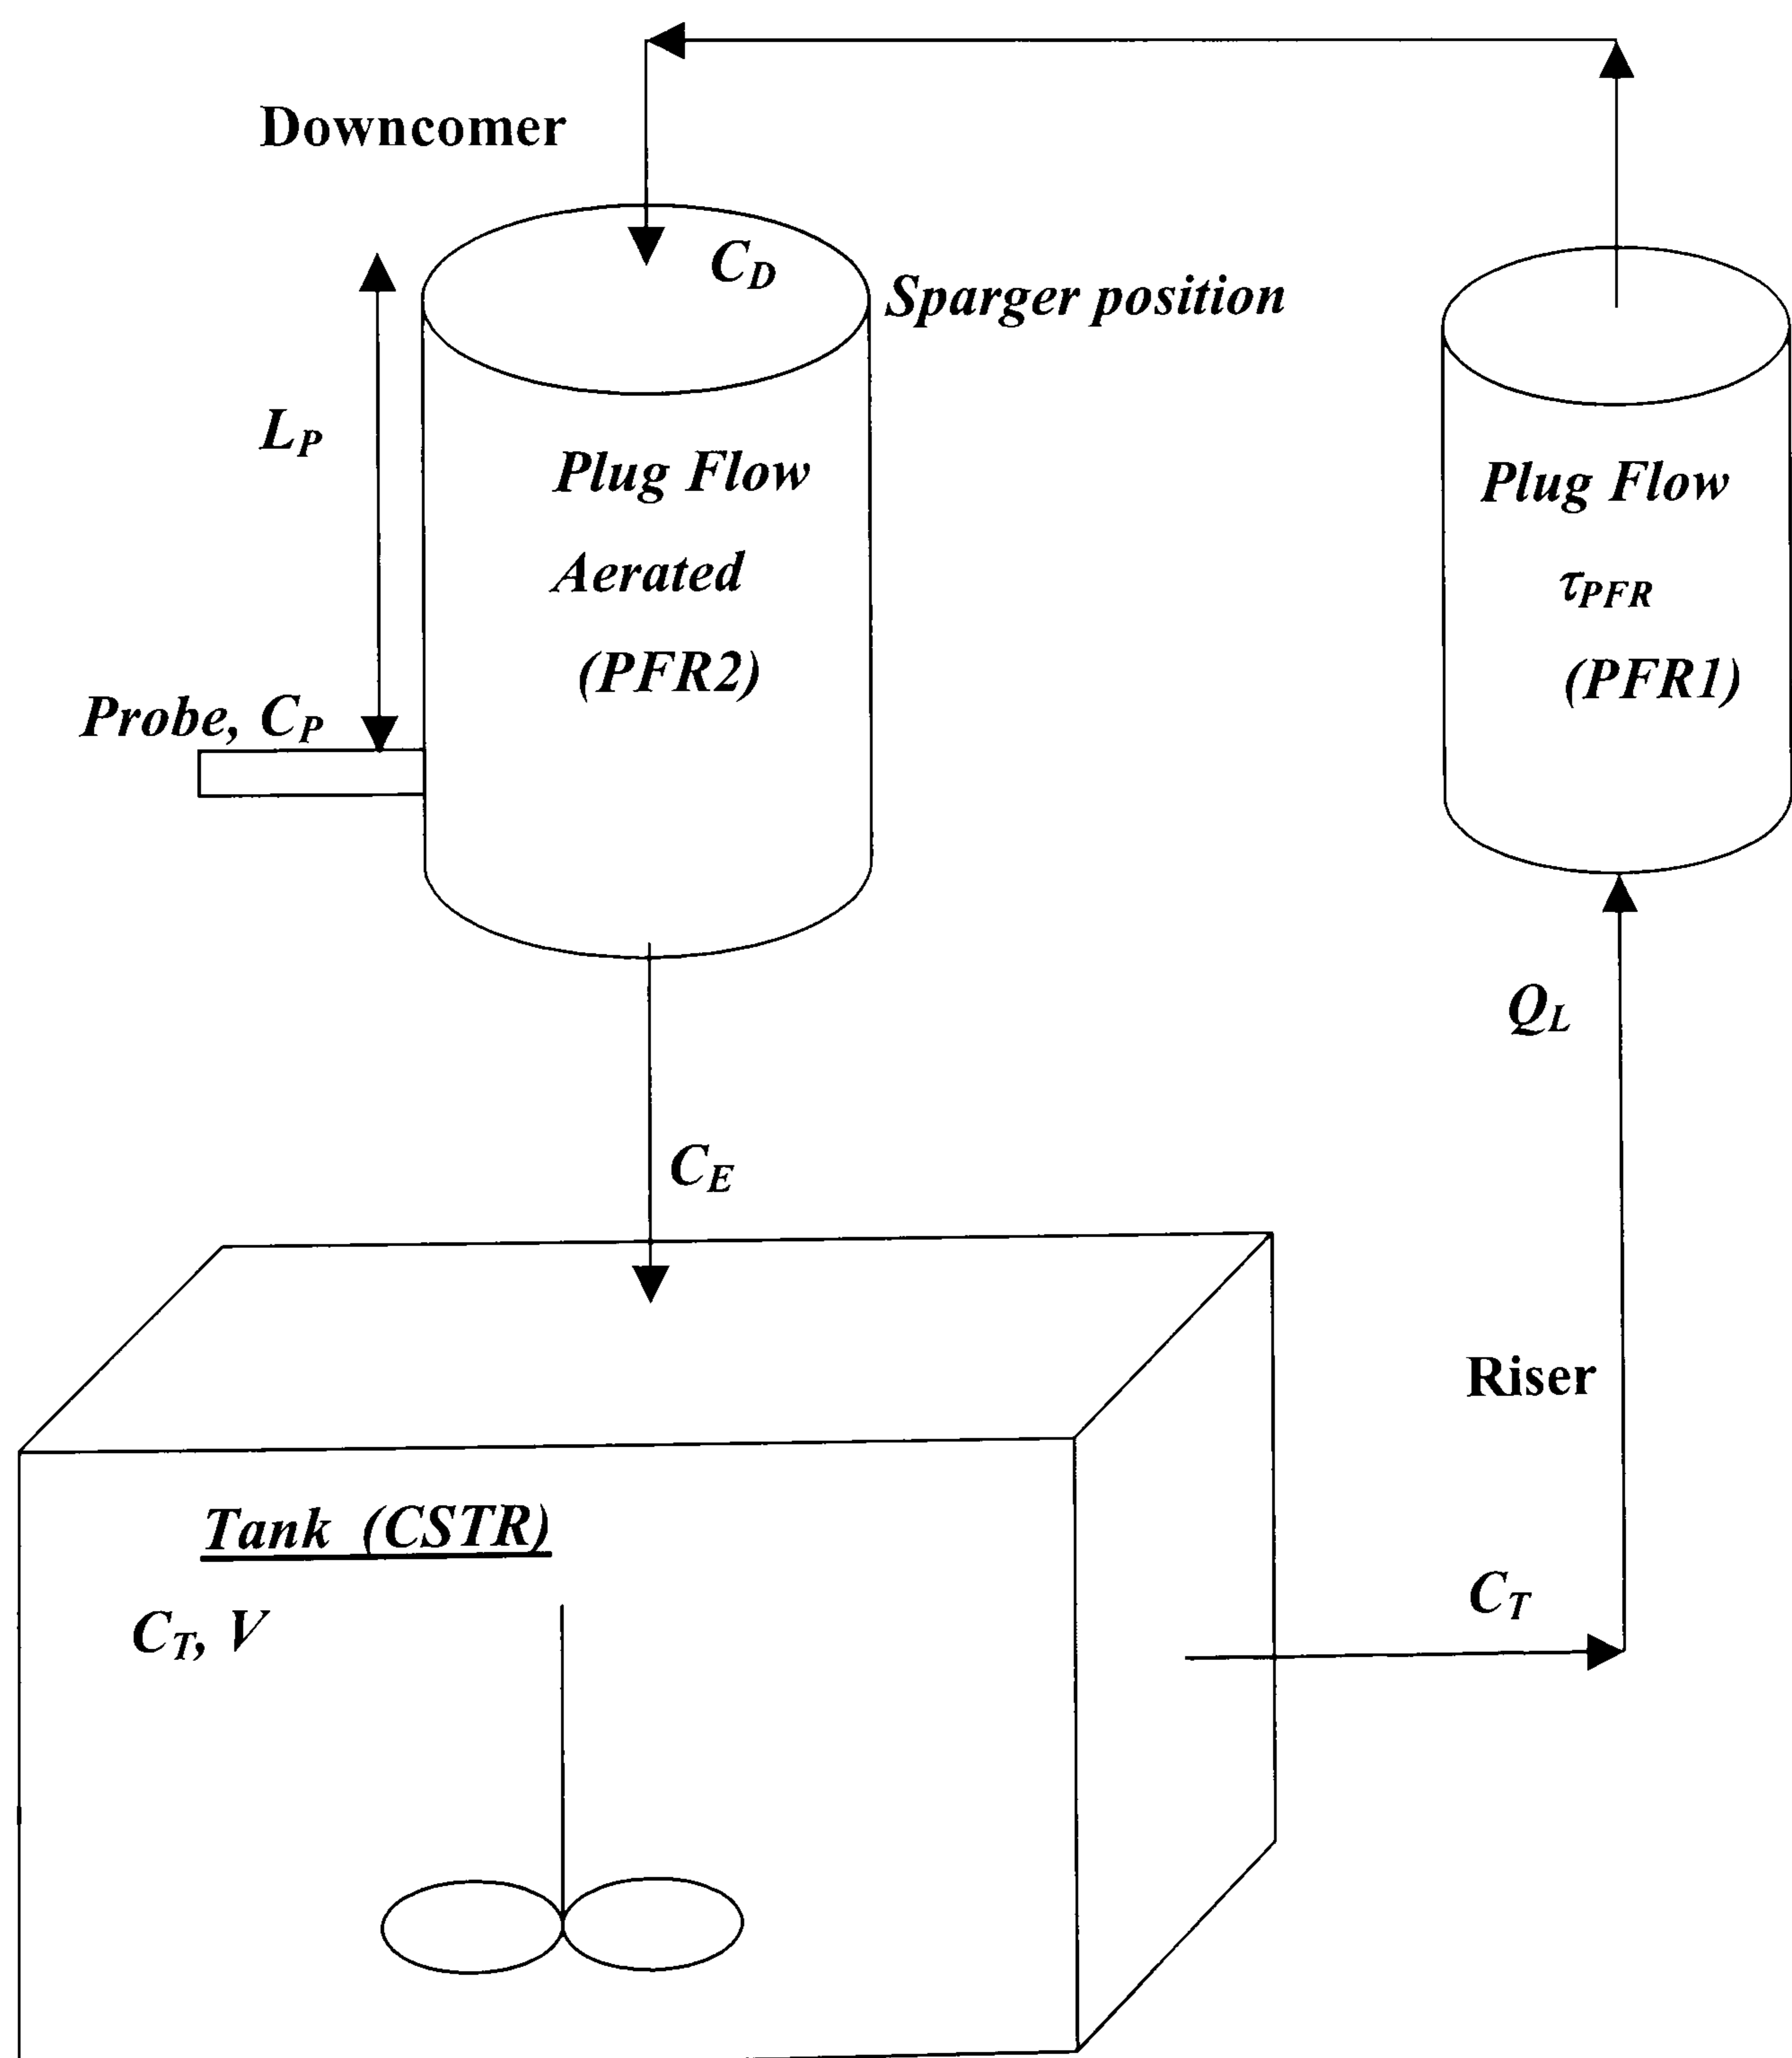 Downcomer
C_D
Sparger position
L_P
Plug Flow
Aerated
(PFR2)
Plug Flow
τ_PFR
(PFR1)
Probe, C_P
Q_L
C_E
Riser
Tank (CSTR)
C_T, V
C_T